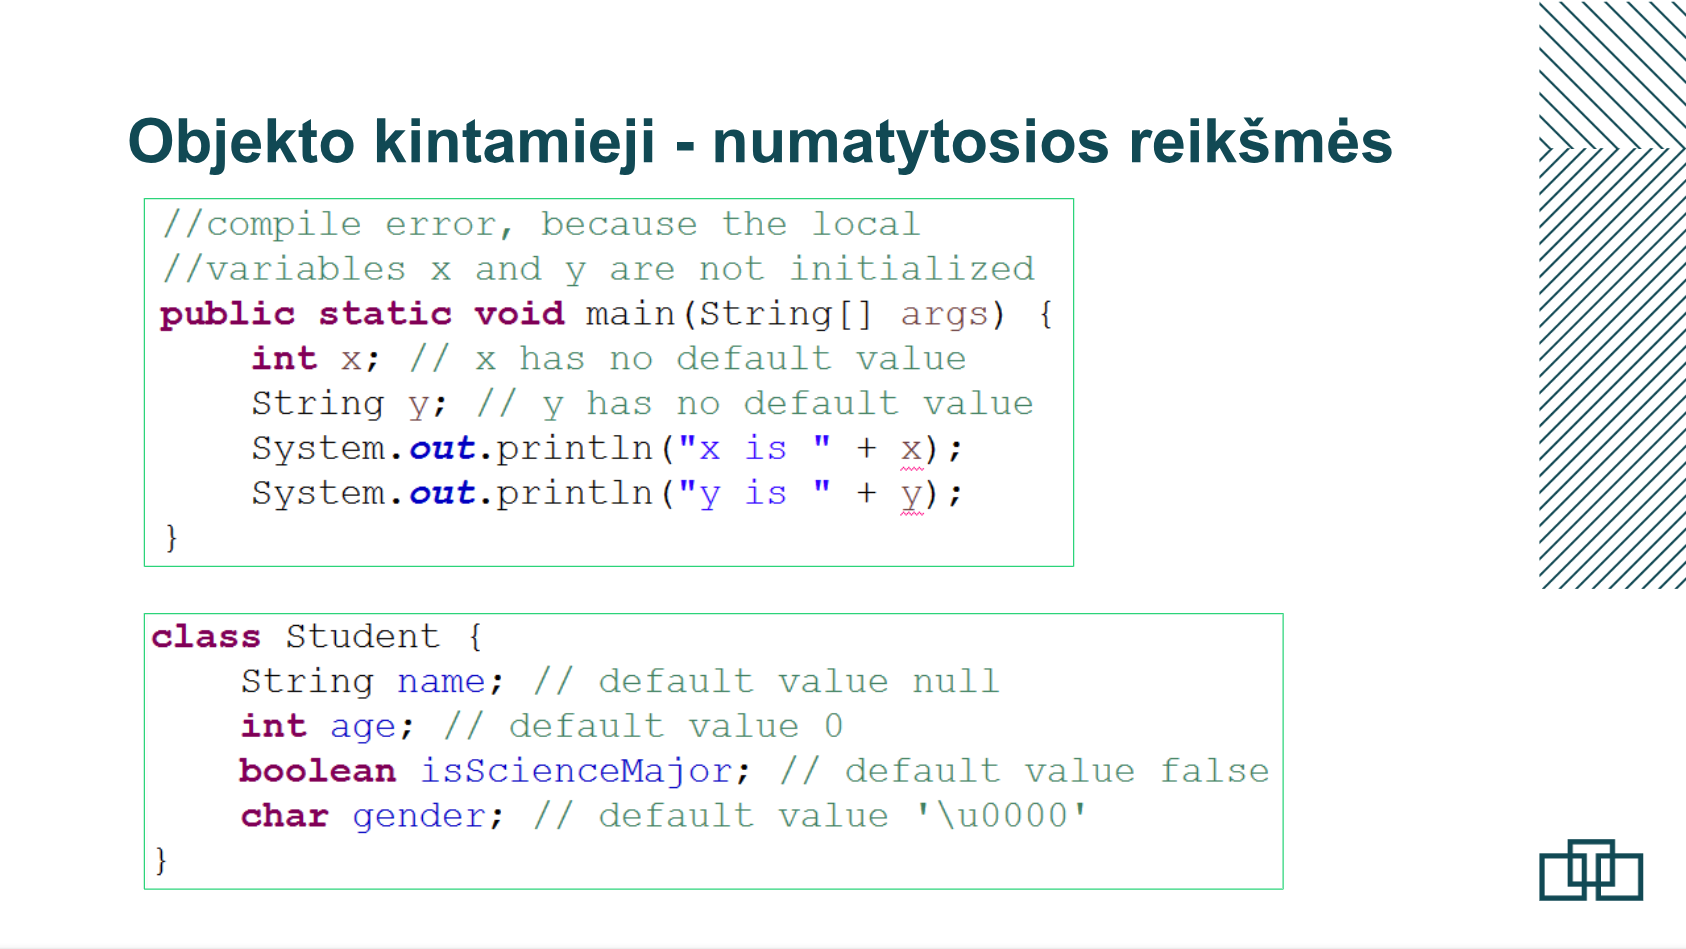 Objekto kintamieji - numatytosios reikšmės
//compile error, because the local
//variables x and y are not initialized
public static void main(String[] args) {
    int x; // x has no default value
    String y; // y has no default value
    System.out.println("x is " + x);
    System.out.println("y is " + y);
}
class Student {
    String name; // default value null
    int age; // default value 0
    boolean isScienceMajor; // default value false
    char gender; // default value '\u0000'
}